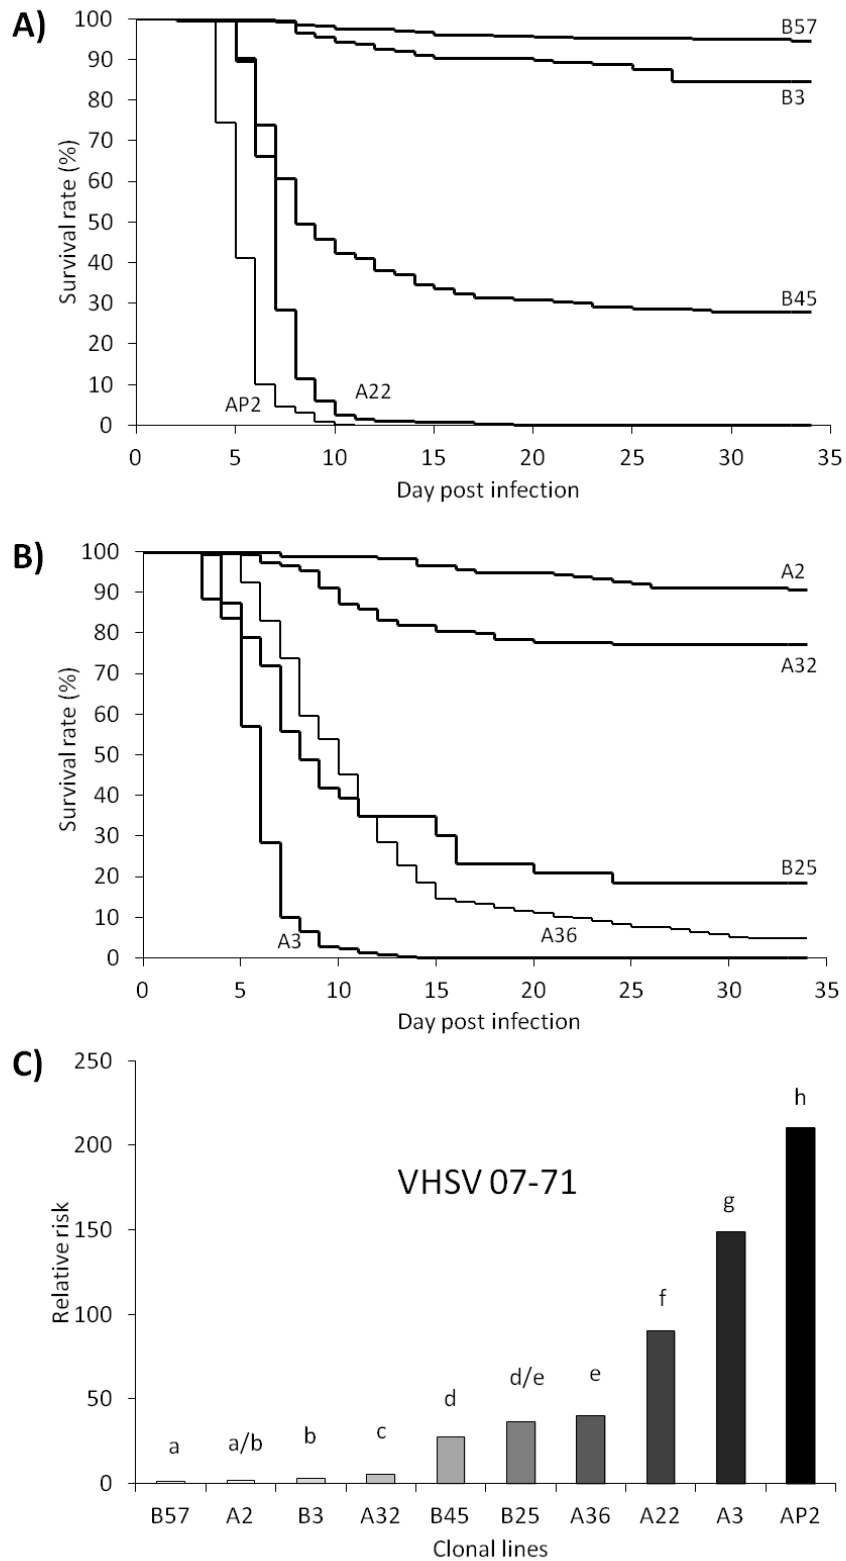 A)
100
90
80
70
60
50
40
30
20
10
0
Survival rate (%)
B57
B3
B45
A22
AP2
0 5 10 15 20 25 30 35
Day post infection
B)
100
90
80
70
60
50
40
30
20
10
0
Survival rate (%)
A2
A32
B25
A36
A3
0 5 10 15 20 25 30 35
Day post infection
C)
250
200
150
100
50
0
Relative risk
VHSV 07-71
a a/b b c d d/e e f g h
B57 A2 B3 A32 B45 B25 A36 A22 A3 AP2
Clonal lines